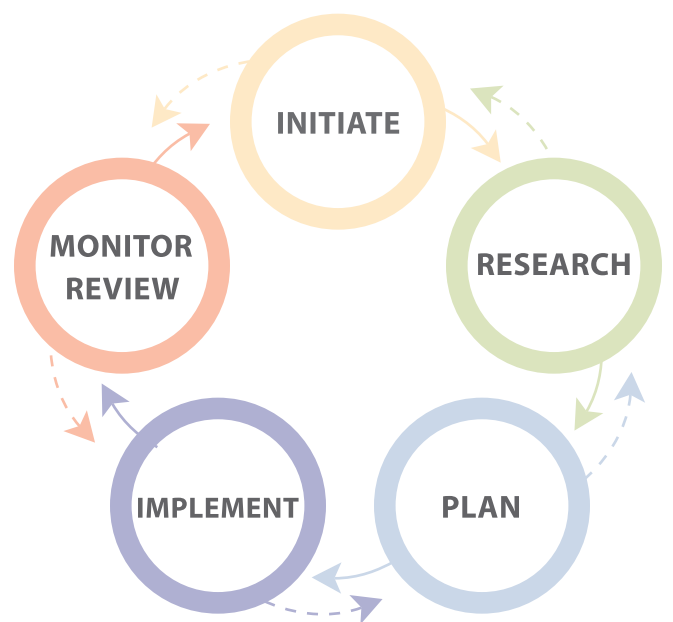 INITIATE
RESEARCH
PLAN
IMPLEMENT
MONITOR
REVIEW